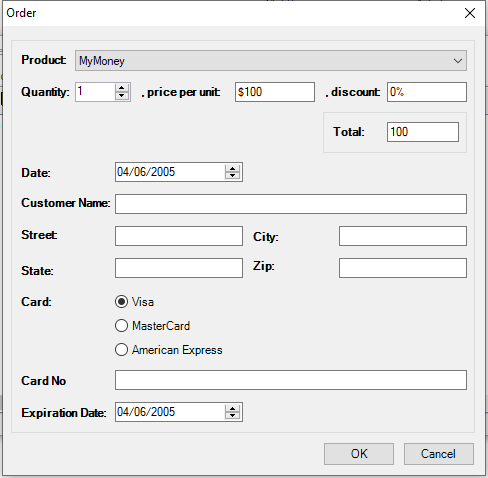 Order
Product: MyMoney
Quantity: 1 , price per unit: $100 , discount: 0%
Total: 100
Date: 04/06/2005
Customer Name:
Street: City:
State: Zip:
Card: Visa
MasterCard
American Express
Card No
Expiration Date: 04/06/2005
OK Cancel